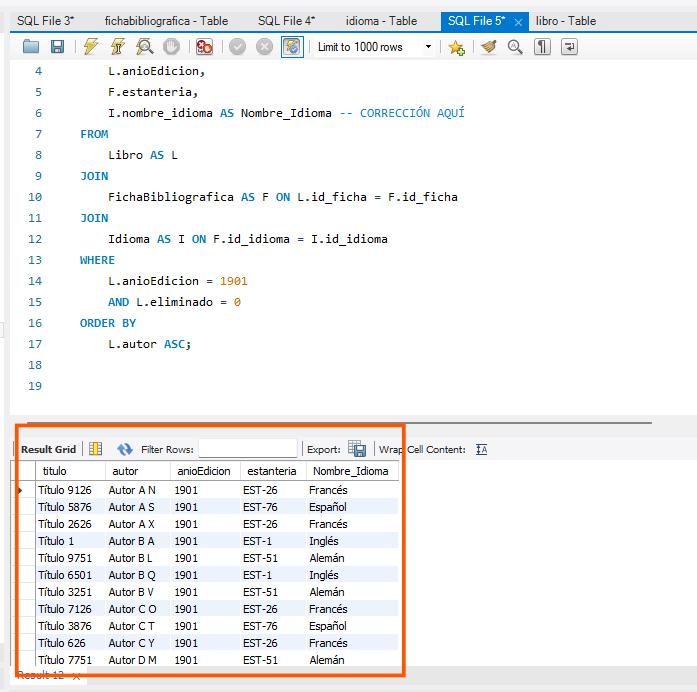 SQL File 3* fichabibliografica - Table SQL File 4* idioma - Table SQL File 5* libro - Table
Limit to 1000 rows
4 L.anioEdicion,
5 F.estanteria,
6 I.nombre_idioma AS Nombre_Idioma -- CORRECCIÓN AQUÍ
7 FROM
8 Libro AS L
9 JOIN
10 FichaBibliografica AS F ON L.id_ficha = F.id_ficha
11 JOIN
12 Idioma AS I ON F.id_idioma = I.id_idioma
13 WHERE
14 L.anioEdicion = 1901
15 AND L.eliminado = 0
16 ORDER BY
17 L.autor ASC;
18
19
Result Grid Filter Rows: Export: Wrap Cell Content:
titulo autor anioEdicion estanteria Nombre_Idioma
Título 9126 Autor A N 1901 EST-26 Francés
Título 5876 Autor A S 1901 EST-76 Español
Título 2626 Autor A X 1901 EST-26 Francés
Título 1 Autor B A 1901 EST-1 Inglés
Título 9751 Autor B L 1901 EST-51 Alemán
Título 6501 Autor B Q 1901 EST-1 Inglés
Título 3251 Autor B V 1901 EST-51 Alemán
Título 7126 Autor C O 1901 EST-26 Francés
Título 3876 Autor C T 1901 EST-76 Español
Título 626 Autor C Y 1901 EST-26 Francés
Título 7751 Autor D M 1901 EST-51 Alemán
Result 12